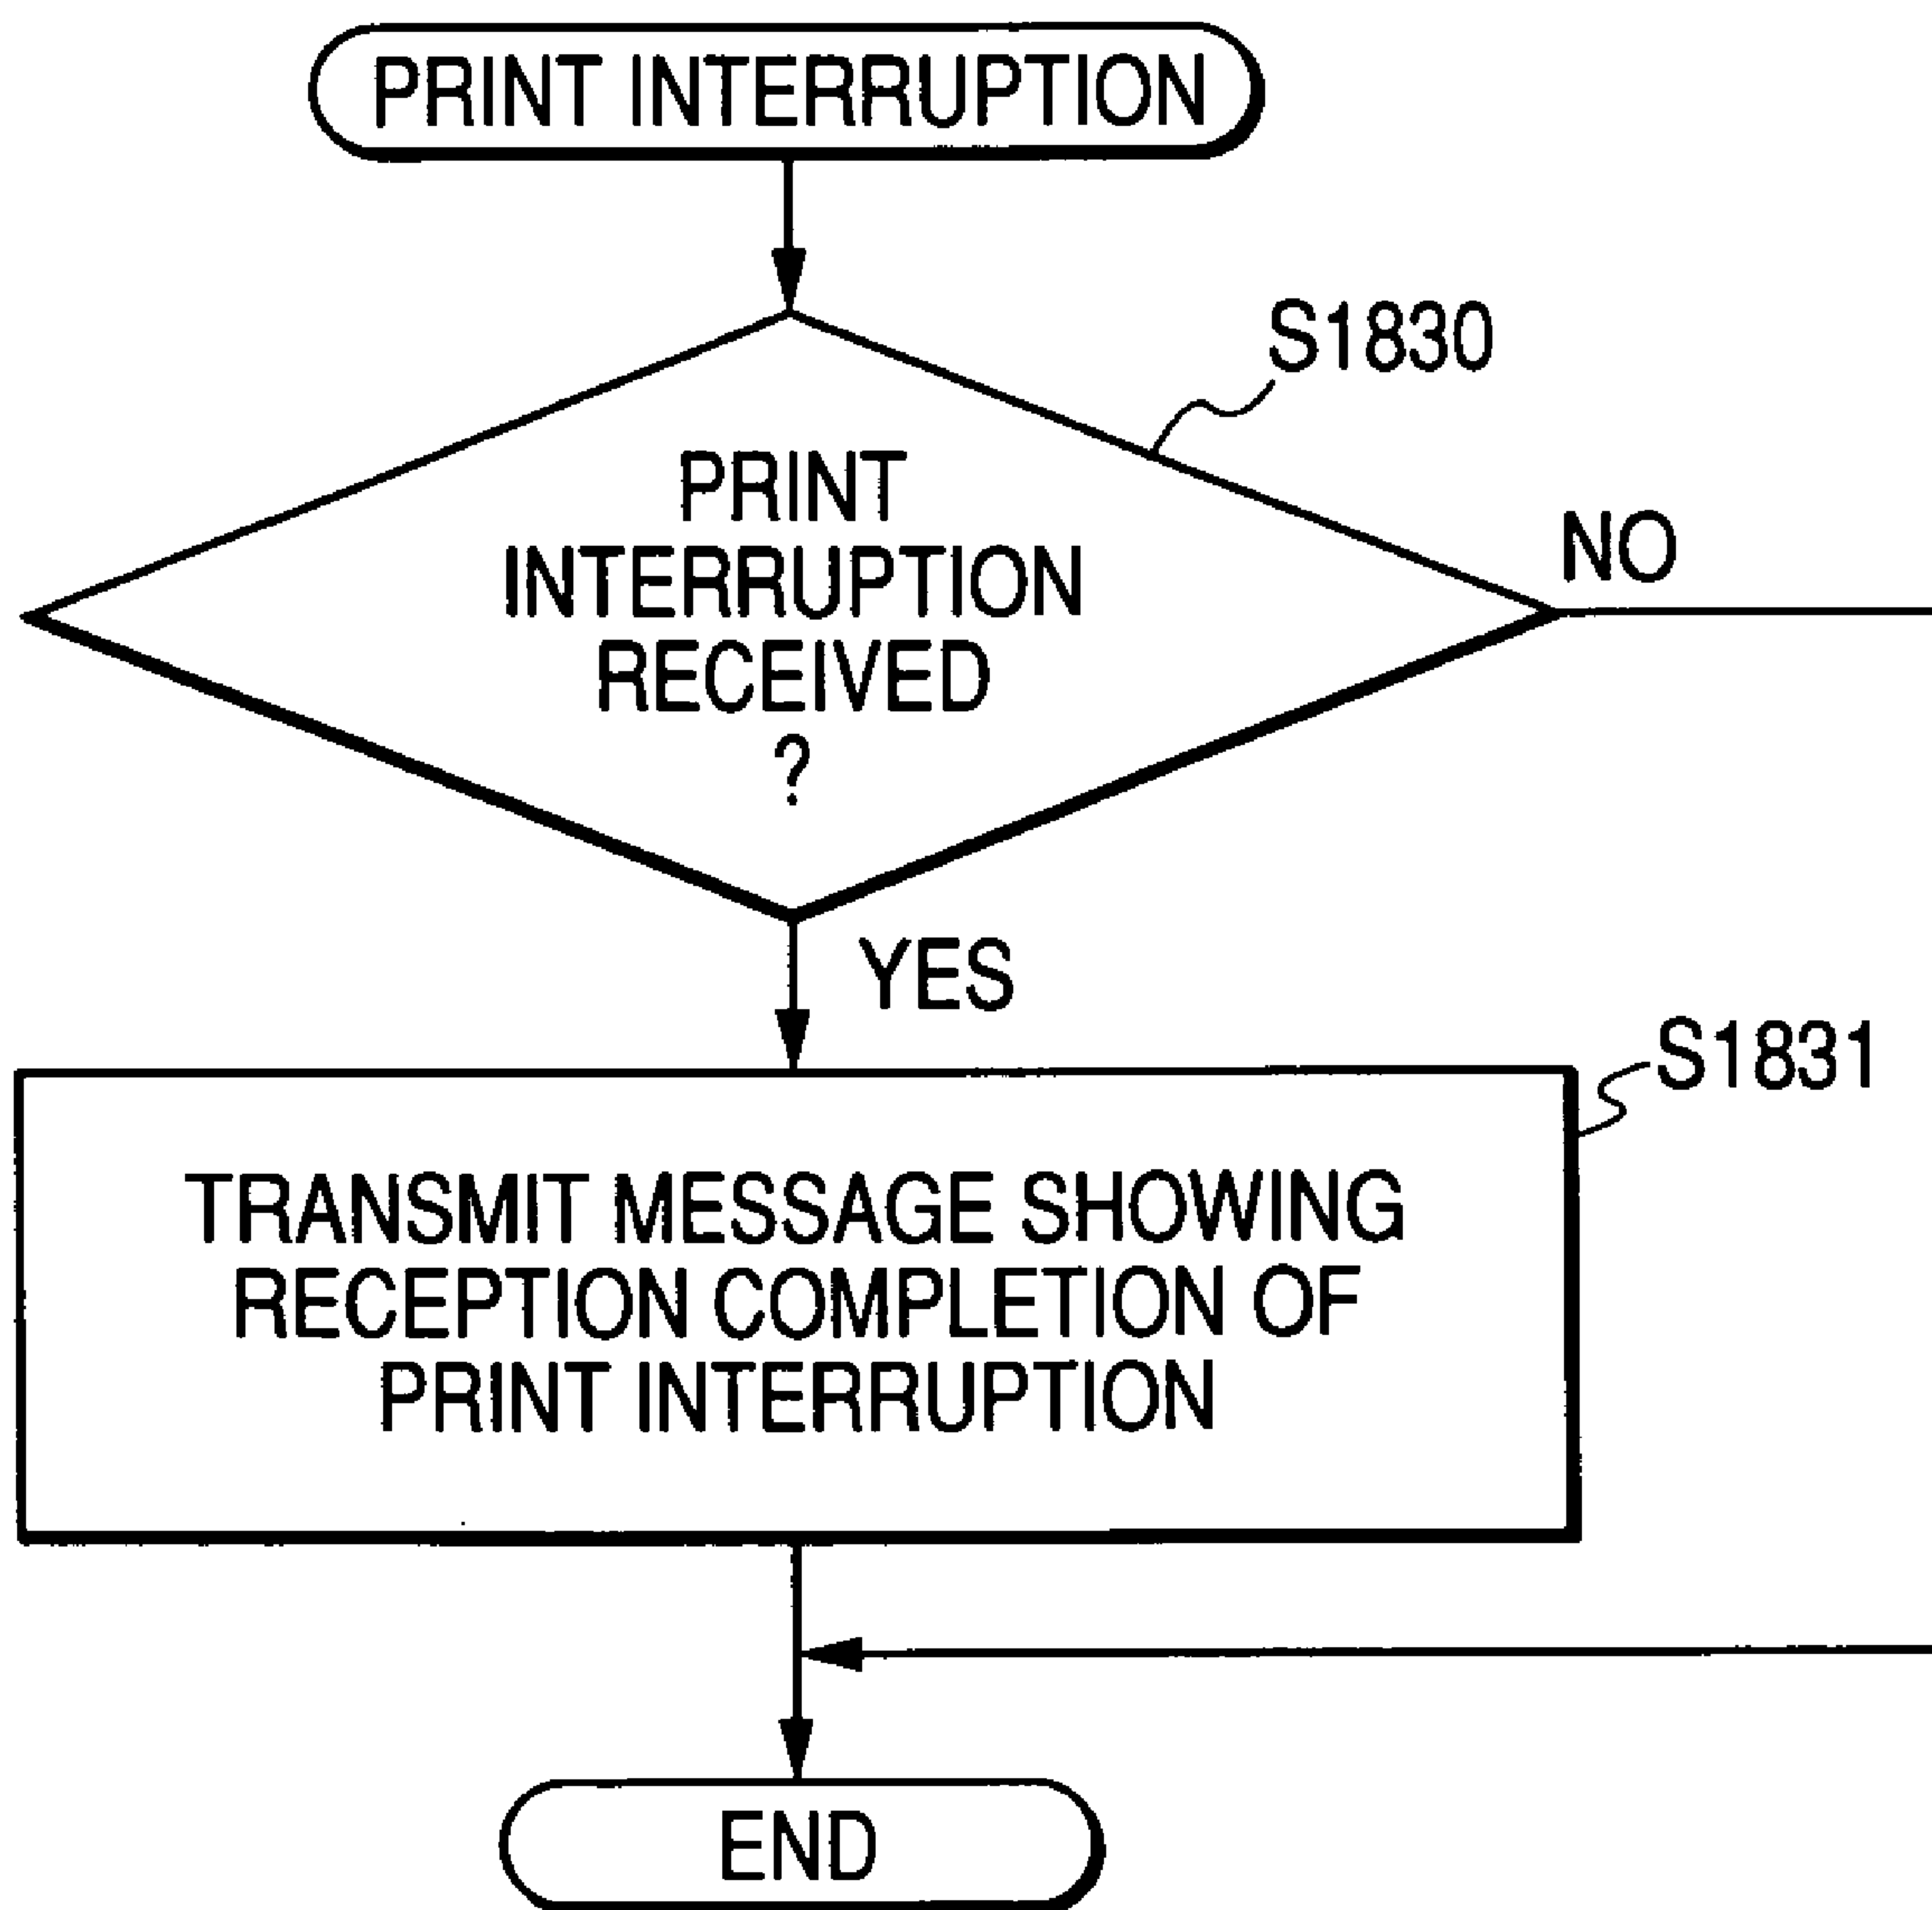 PRINT INTERRUPTION
S1830
PRINT
INTERRUPTION
RECEIVED
?
NO
YES
S1831
TRANSMIT MESSAGE SHOWING
RECEPTION COMPLETION OF
PRINT INTERRUPTION
END